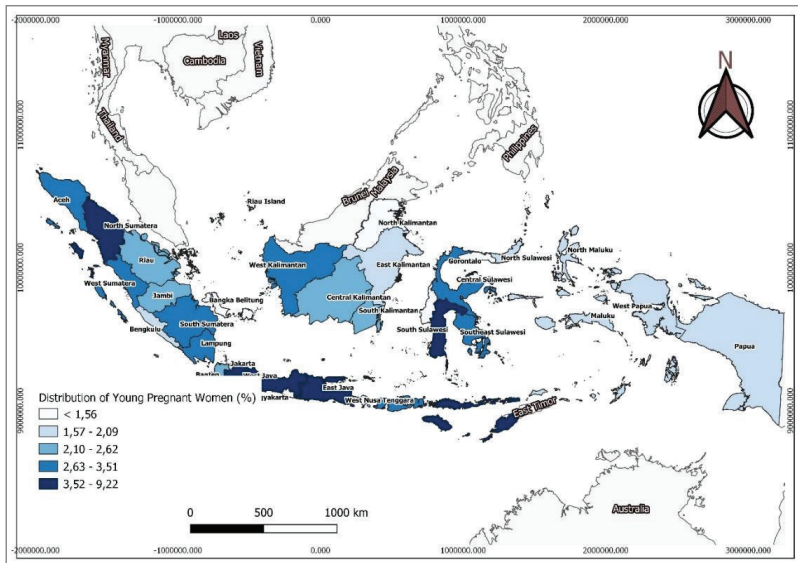 -2000000.000 -1000000.000 0.000 1000000.000 2000000.000 3000000.000
Laos
Myanmar
Cambodia
Vietnam
N
Thailand
Philippines
11000000.000 11000000.000
Brunei Malaysia
Aceh
Riau Island
North Sumatera
North Kalimantan
North Maluku
Riau
West Kalimantan
East Kalimantan
Gorontalo
North Sulawesi
10000000.000 10000000.000
West Sumatera
Central Sulawesi
Jambi
Bangka Belitung
Central Kalimantan
West Papua
South Kalimantan
Maluku
South Sumatera
Bengkulu
South Sulawesi
Southeast Sulawesi
Lampung
Papua
Jakarta
East Java
West Nusa Tenggara
East Timor
9000000.000 9000000.000
Distribution of Young Pregnant Women (%)
< 1,56
1,57 - 2,09
2,10 - 2,62
2,63 - 3,51
3,52 - 9,22
Australia
0 500 1000 km
-2000000.000 -1000000.000 0.000 1000000.000 2000000.000 3000000.000